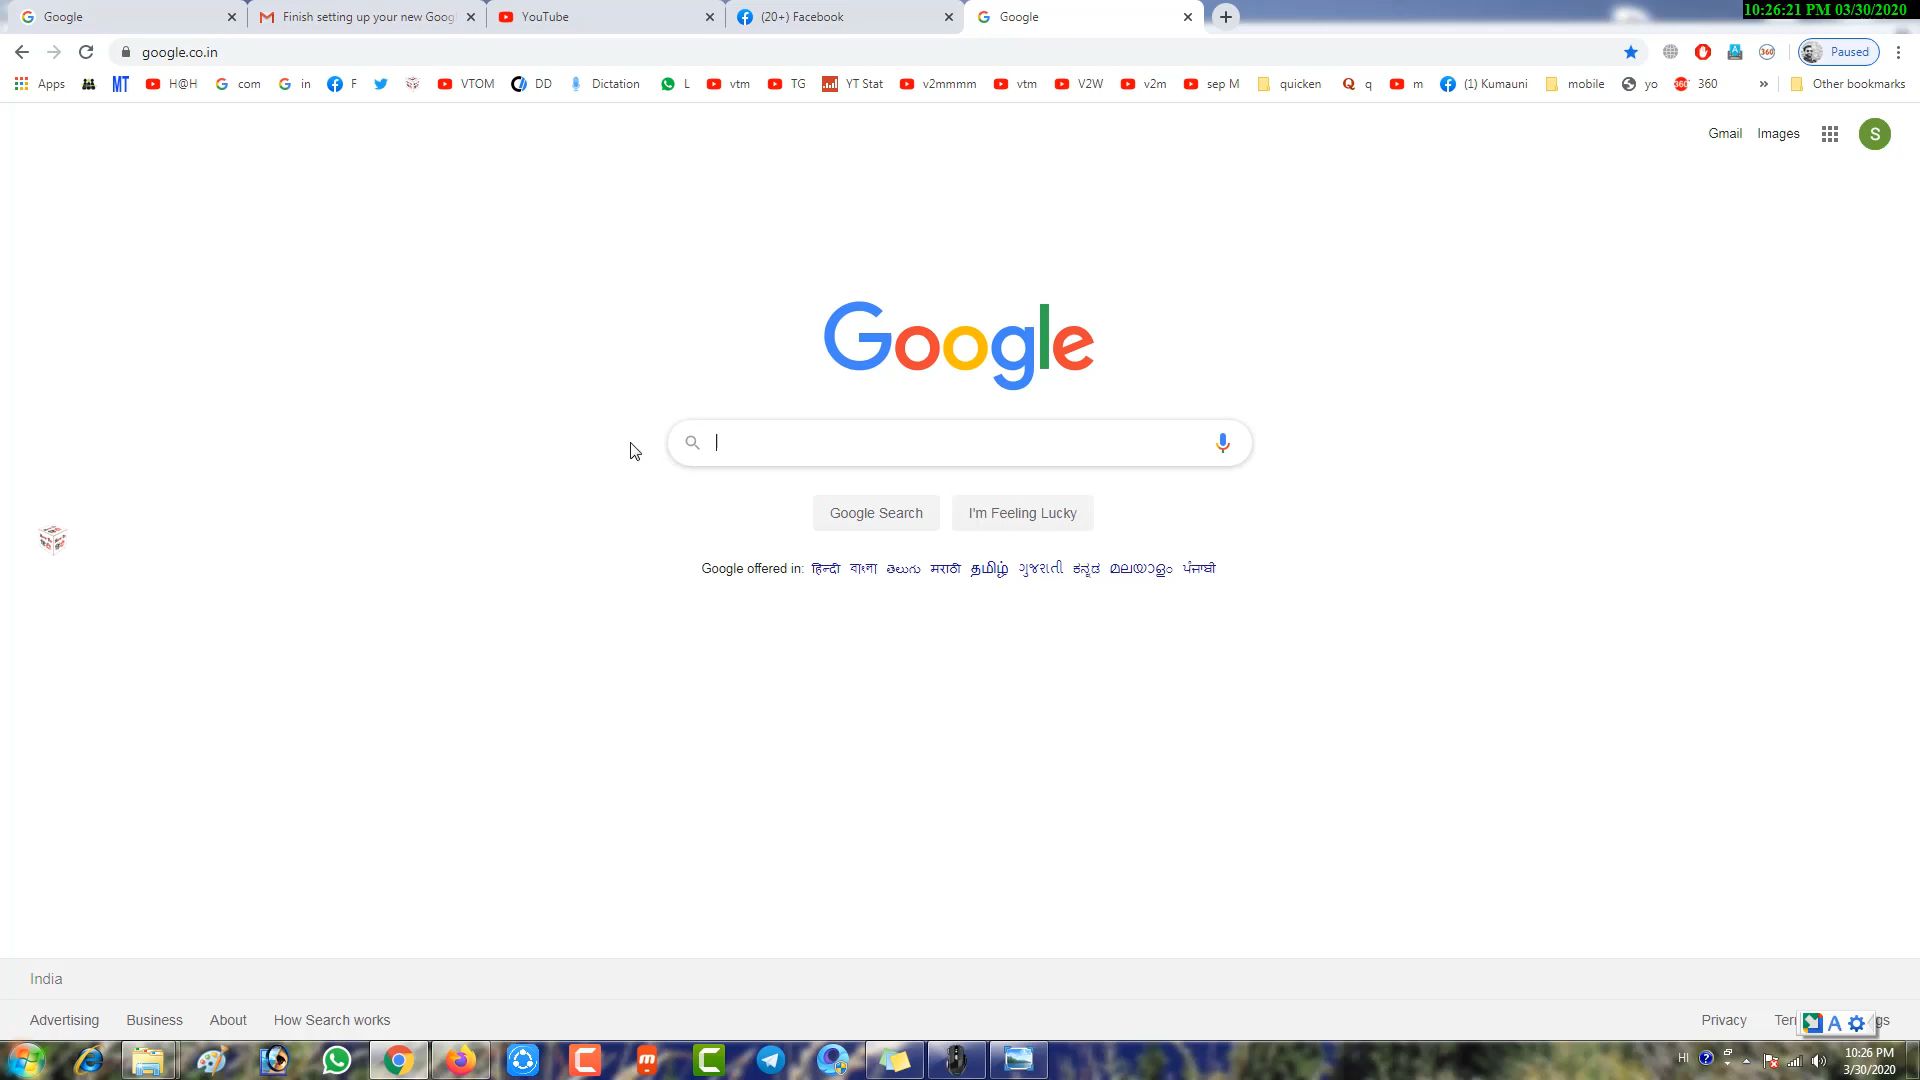 Google
Finish setting up your new Goog
YouTube
(20+) Facebook
Google
10:26:21 PM 03/30/2020
google.co.in
Paused
Apps MT H@H com in F VTOM DD Dictation L vtm TG YT Stat v2mmmm vtm V2W v2m sep M quicken q m (1) Kumauni mobile yo 360 » Other bookmarks
Gmail Images S
Google
Google Search I'm Feeling Lucky
Google offered in: हिन्दी বাংলা తెలుగు मराठी தமிழ் ગુજરાતી ಕನ್ನಡ മലയാളം ਪੰਜਾਬੀ
India
Advertising Business About How Search works
Privacy
A
HI 10:26 PM
3/30/2020